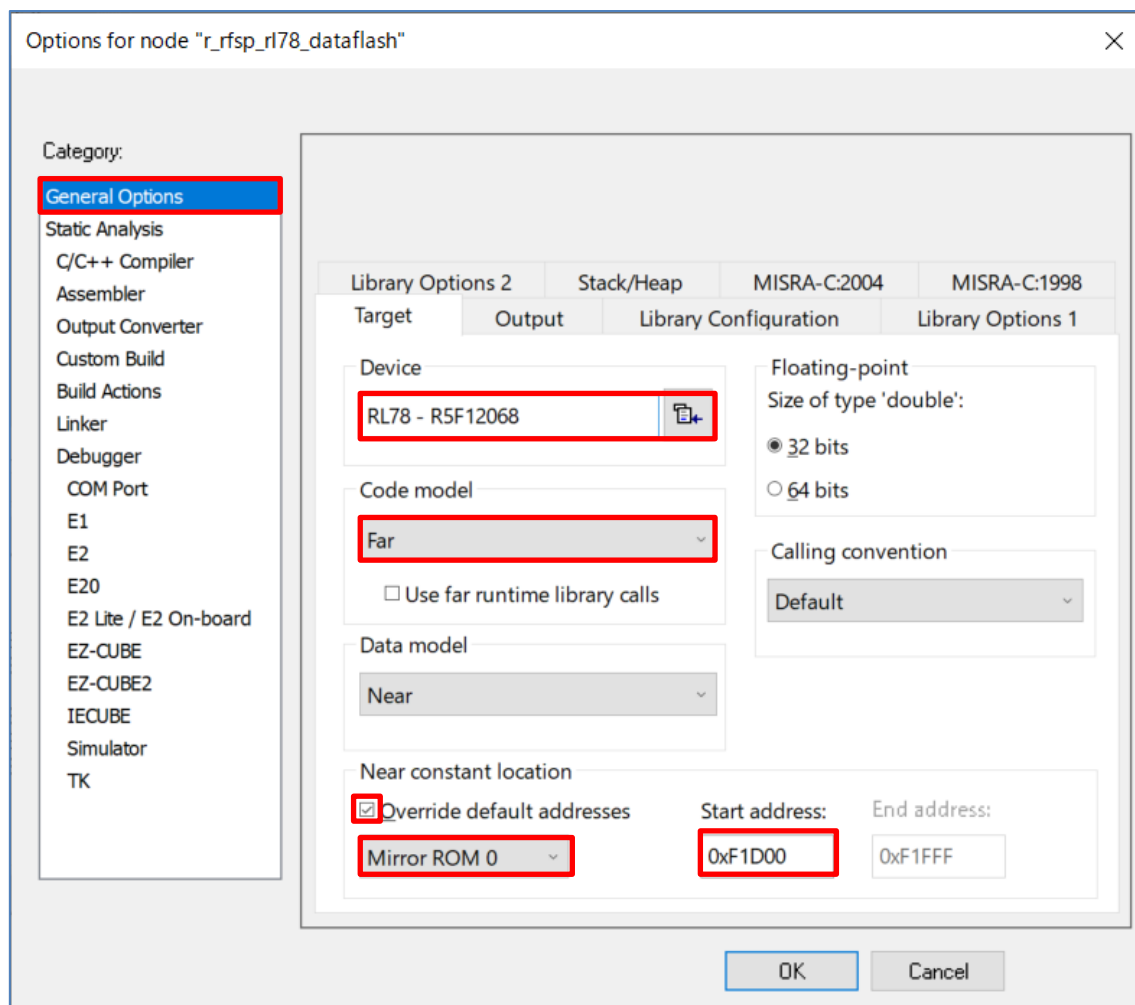 Options for node "r_rfsp_rl78_dataflash"
Category:
General Options
Static Analysis
C/C++ Compiler
Assembler
Output Converter
Custom Build
Build Actions
Linker
Debugger
COM Port
E1
E2
E20
E2 Lite / E2 On-board
EZ-CUBE
EZ-CUBE2
IECUBE
Simulator
TK
Library Options 2 Stack/Heap MISRA-C:2004 MISRA-C:1998
Target Output Library Configuration Library Options 1
Device
RL78 - R5F12068
Code model
Far
Use far runtime library calls
Data model
Near
Floating-point
Size of type 'double':
32 bits
64 bits
Calling convention
Default
Near constant location
Override default addresses
Mirror ROM 0
Start address:
0xF1D00
End address:
0xF1FFF
OK Cancel